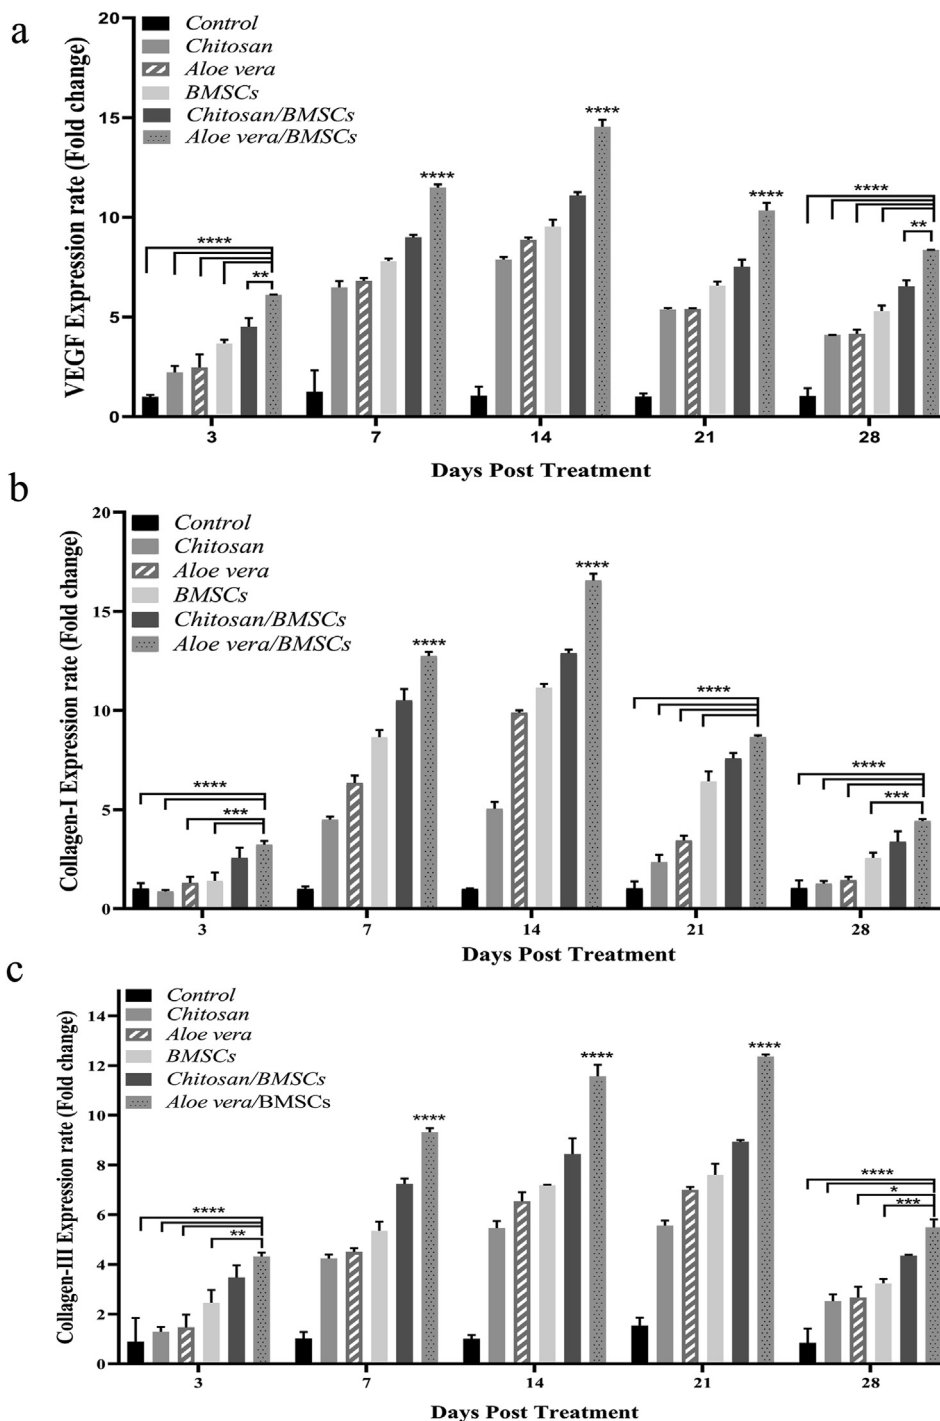 a
VEGF Expression rate (Fold change)
20
15
10
5
0
Control
Chitosan
Aloe vera
BMSCs
Chitosan/BMSCs
Aloe vera/BMSCs
****
**
****
****
****
****
**
3 7 14 21 28
Days Post Treatment
b
Collagen-I Expression rate (Fold change)
20
15
10
5
0
Control
Chitosan
Aloe vera
BMSCs
Chitosan/BMSCs
Aloe vera/BMSCs
****
***
****
****
****
****
***
3 7 14 21 28
Days Post Treatment
c
Collagen-III Expression rate (Fold change)
14
12
10
8
6
4
2
0
Control
Chitosan
Aloe vera
BMSCs
Chitosan/BMSCs
Aloe vera/BMSCs
****
**
****
****
****
****
*
***
3 7 14 21 28
Days Post Treatment